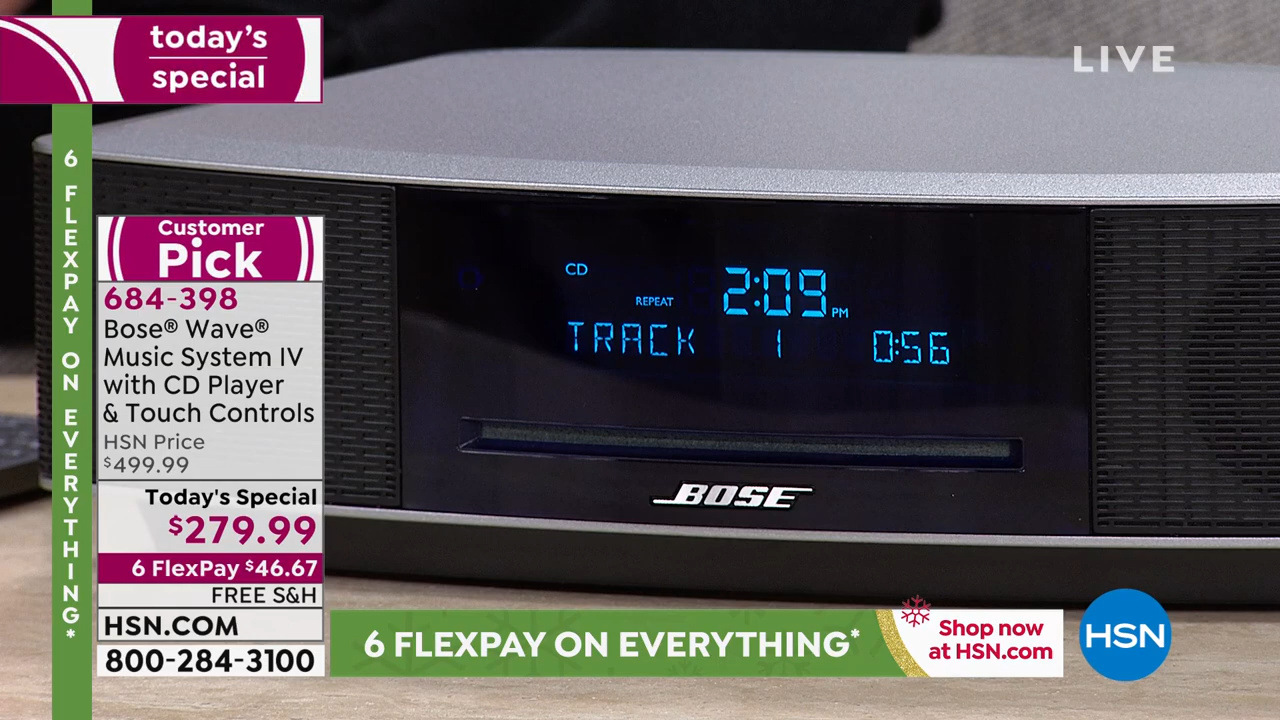 today's
special
LIVE
6 FLEXPAY ON EVERYTHING*
Customer
Pick
684-398
Bose® Wave®
Music System IV
with CD Player
& Touch Controls
HSN Price
$499.99
Today's Special
$279.99
6 FlexPay $46.67
FREE S&H
HSN.COM
800-284-3100
CD
2:09 PM
REPEAT
TRACK 1 0:56
BOSE
6 FLEXPAY ON EVERYTHING*
Shop now
at HSN.com
HSN